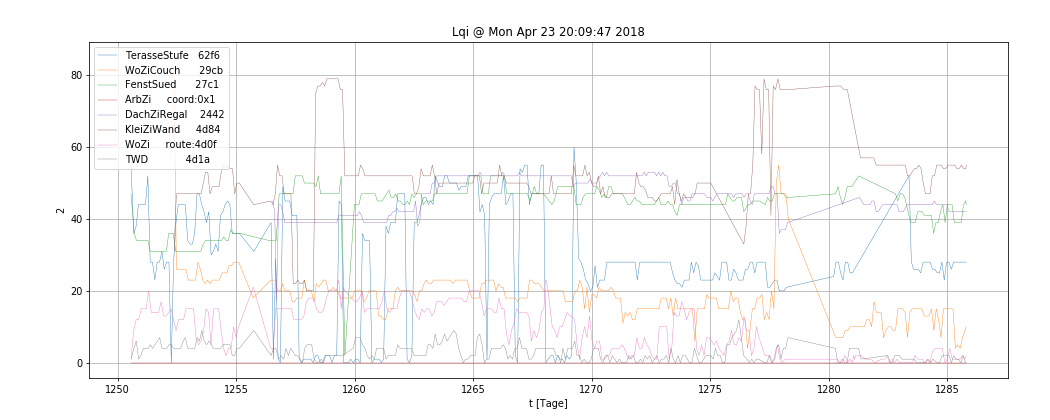 Lqi @ Mon Apr 23 20:09:47 2018
TerasseStufe 62f6
WoZiCouch 29cb
FenstSued 27c1
ArbZi coord:0x1
DachZiRegal 2442
KleiZiWand 4d84
WoZi route:4d0f
TWD 4d1a
80
60
40
20
0
2
1250 1255 1260 1265 1270 1275 1280 1285
t [Tage]